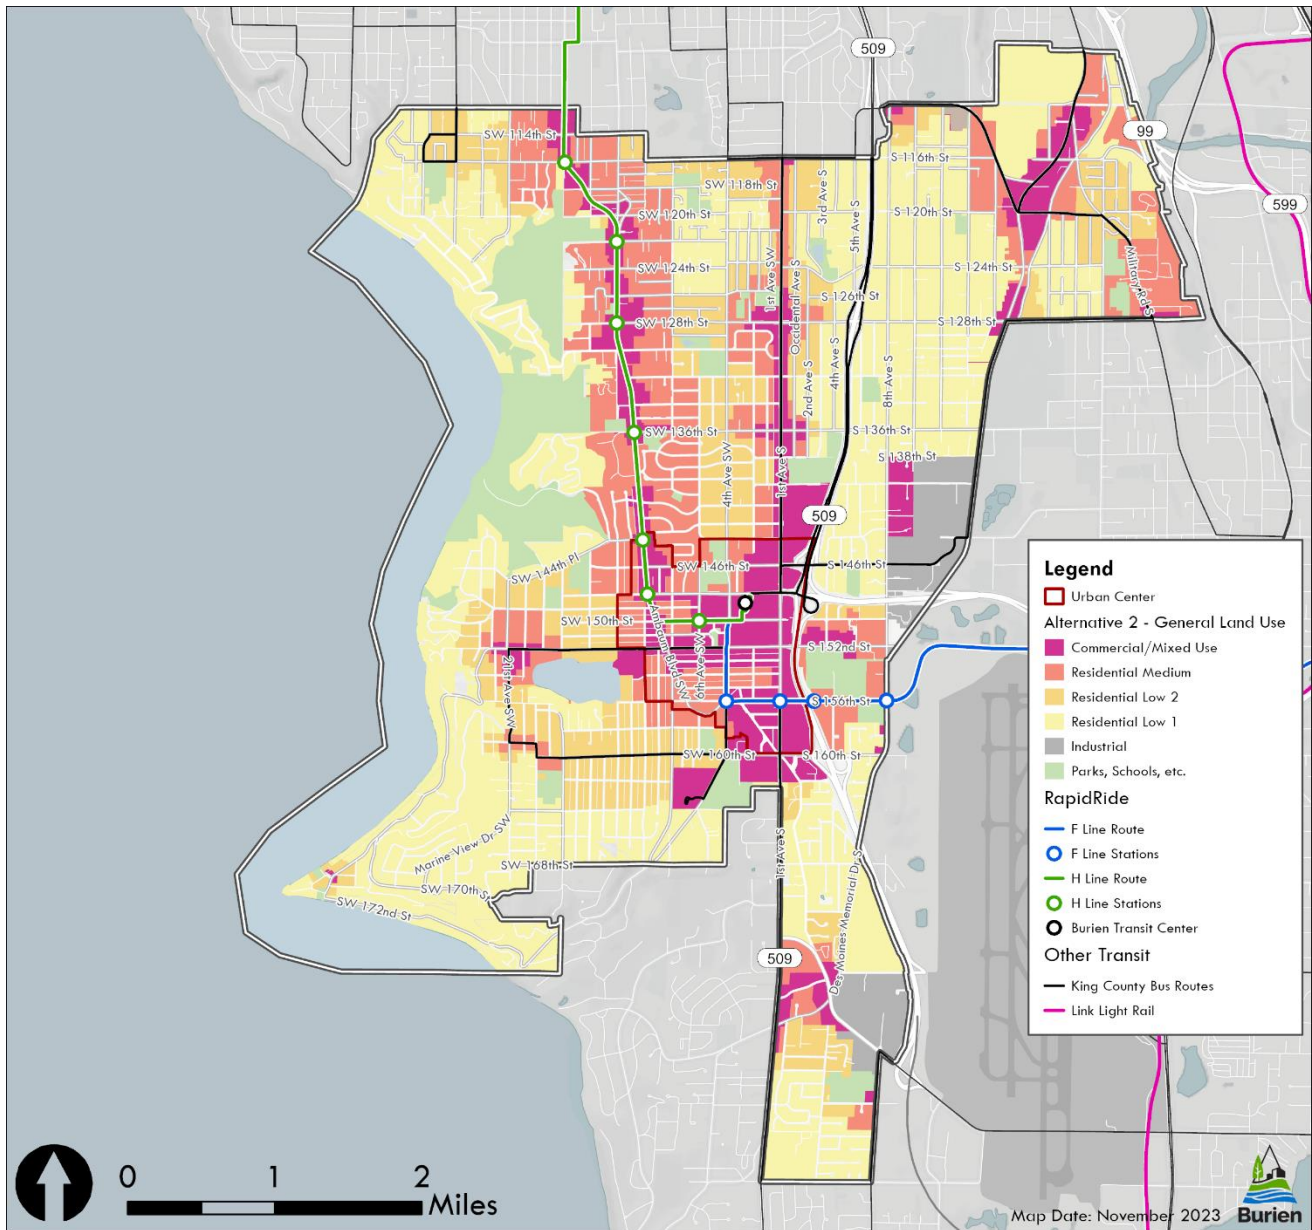 509
SW 114th St
99
S 116th St
SW 118th St
3rd Ave S
SW 120th St
S 120th St
599
5th Ave S
1st Ave SW
Occidental Ave S
SW 124th St
S 124th St
Military Rd S
S 126th St
SW 128th St
S 128th St
4th Ave S
2nd Ave S
8th Ave S
SW 136th St
S 136th St
4th Ave SW
1st Ave S
S 138th St
509
SW 144th Pl
SW 146th St
S 146th St
SW 150th St
Ambaum Blvd SW
6th Ave SW
S 152nd St
21st Ave SW
S 156th St
SW 160th St
S 160th St
Marine View Dr SW
SW 168th St
1st Ave S
SW 170th St
SW 172nd St
Des Moines Memorial Dr S
509
Legend
Urban Center
Alternative 2 - General Land Use
Commercial/Mixed Use
Residential Medium
Residential Low 2
Residential Low 1
Industrial
Parks, Schools, etc.
RapidRide
F Line Route
F Line Stations
H Line Route
H Line Stations
Burien Transit Center
Other Transit
King County Bus Routes
Link Light Rail
0 1 2
Miles
Map Date: November 2023
Burien